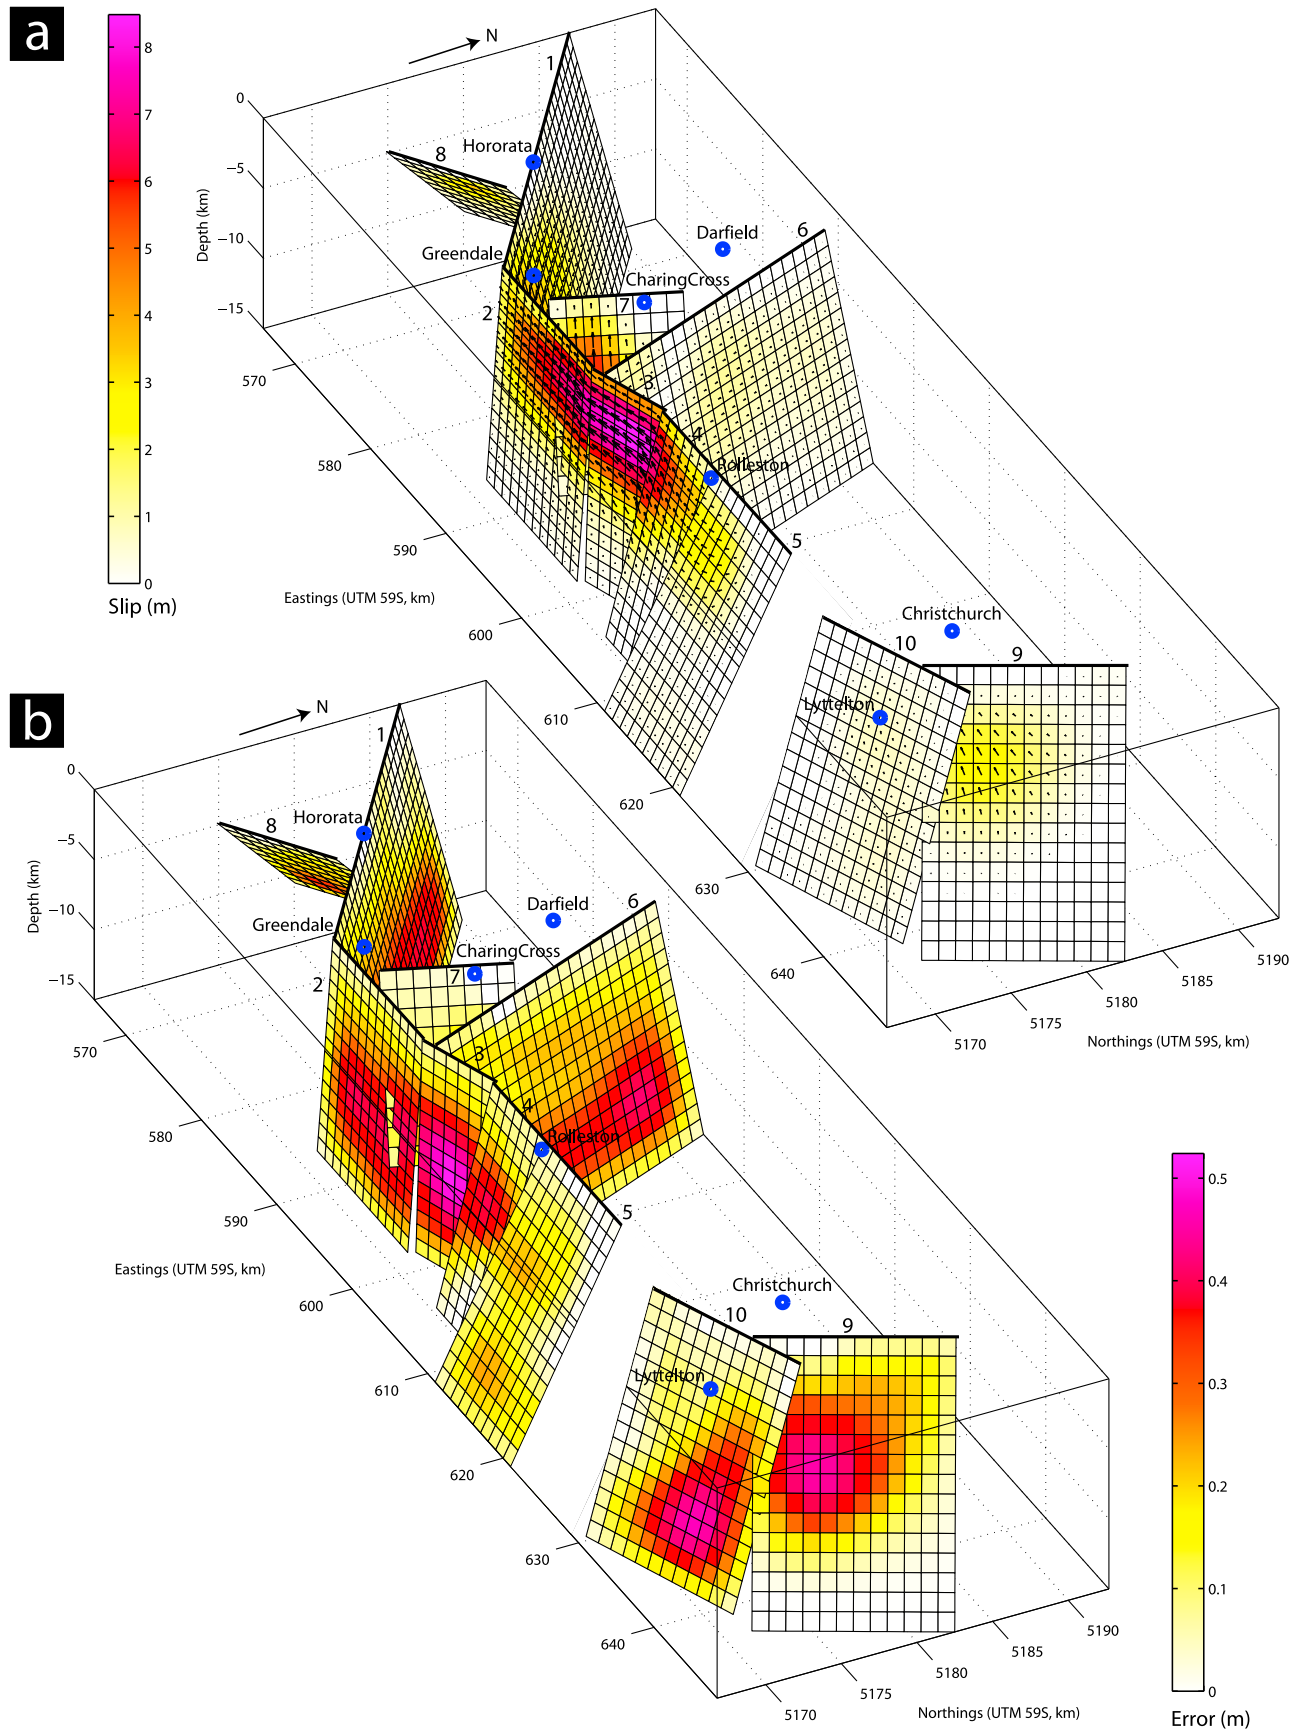 a
8
7
6
5
4
3
2
1
0
Slip (m)
N
0
−5
−10
−15
Depth (km)
1
Hororata
8
Darfield
6
Greendale
CharingCross
7
2
3
4
Rolleston
5
570
580
590
600
610
620
630
640
Eastings (UTM 59S, km)
Christchurch
10
9
Lyttelton
5170
5175
5180
5185
5190
Northings (UTM 59S, km)
b
N
0
−5
−10
−15
Depth (km)
1
Hororata
8
Darfield
6
Greendale
CharingCross
7
2
3
4
Rolleston
5
570
580
590
600
610
620
630
640
Eastings (UTM 59S, km)
Christchurch
10
9
Lyttelton
5170
5175
5180
5185
5190
Northings (UTM 59S, km)
0.5
0.4
0.3
0.2
0.1
0
Error (m)